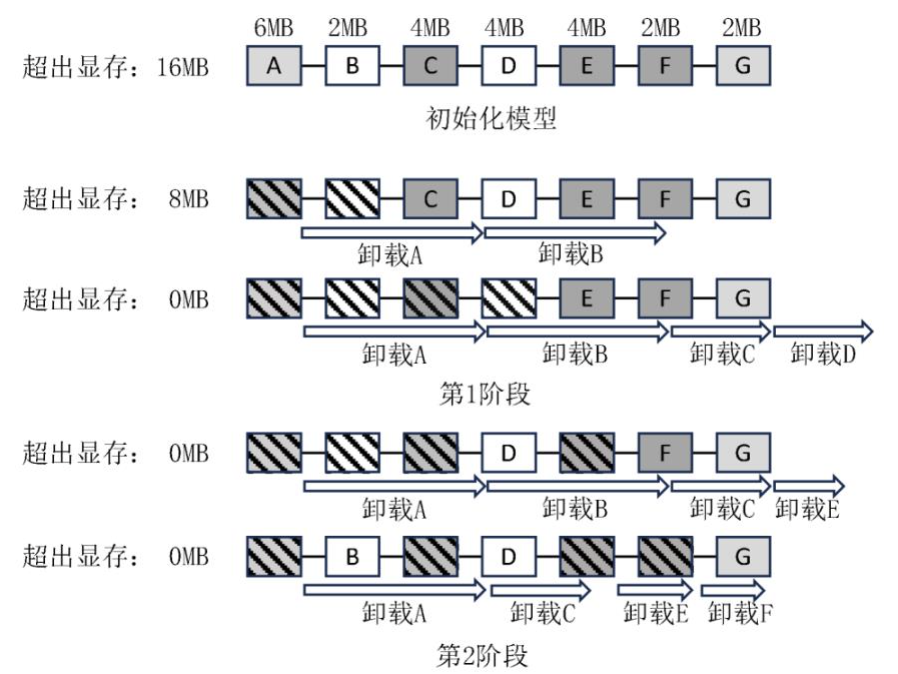 6MB 2MB 4MB 4MB 4MB 2MB 2MB
超出显存: 16MB A B C D E F G
初始化模型
超出显存: 8MB C D E F G
卸载A 卸载B
超出显存: 0MB E F G
卸载A 卸载B 卸载C 卸载D
第1阶段
超出显存: 0MB D F G
卸载A 卸载B 卸载C 卸载E
超出显存: 0MB B D G
卸载A 卸载C 卸载E 卸载F
第2阶段